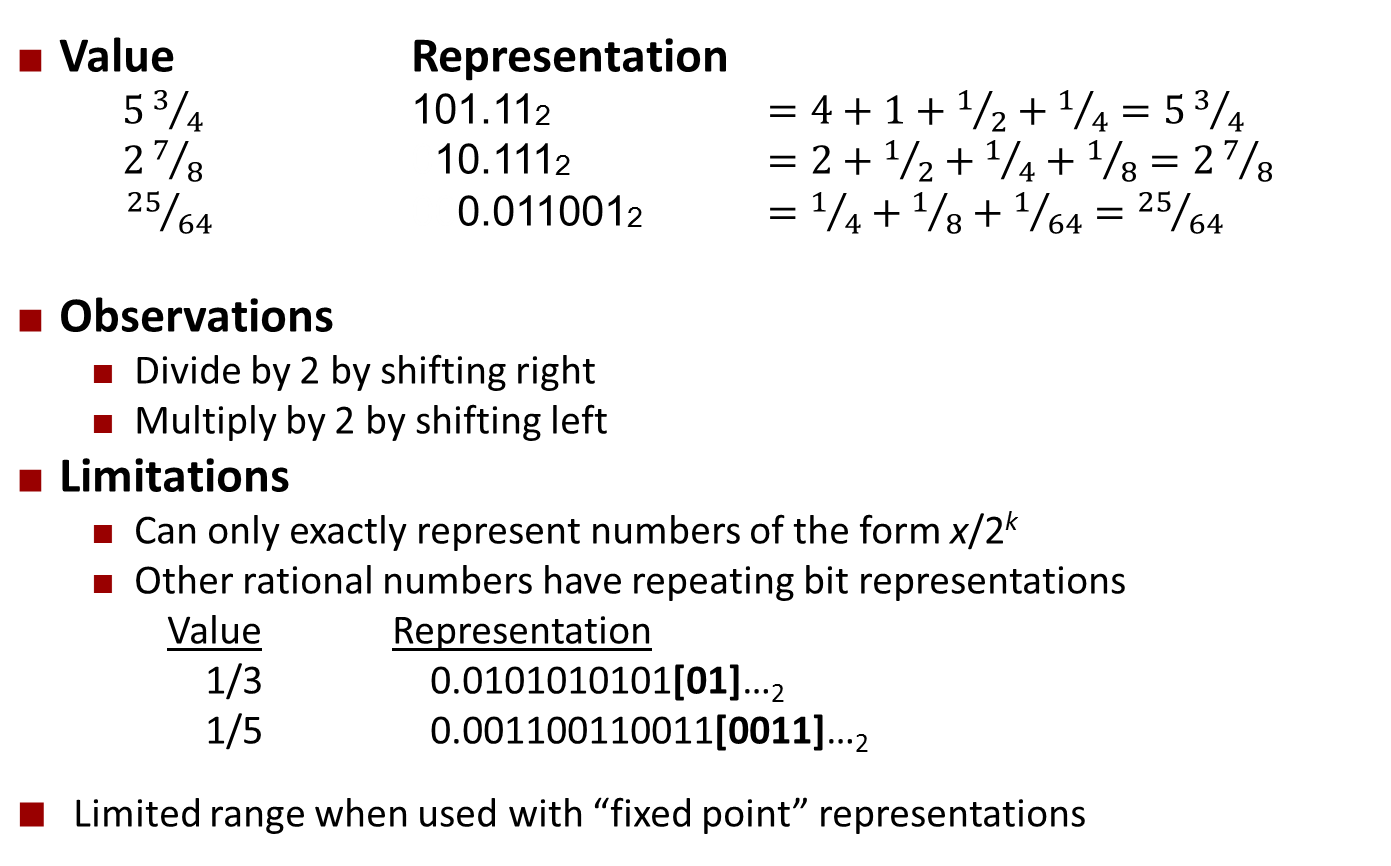 ■ Value Representation
5 3/4 101.11₂ = 4 + 1 + 1/2 + 1/4 = 5 3/4
2 7/8 10.111₂ = 2 + 1/2 + 1/4 + 1/8 = 2 7/8
25/64 0.011001₂ = 1/4 + 1/8 + 1/64 = 25/64
■ Observations
■ Divide by 2 by shifting right
■ Multiply by 2 by shifting left
■ Limitations
■ Can only exactly represent numbers of the form x/2ᵏ
■ Other rational numbers have repeating bit representations
Value Representation
1/3 0.0101010101[01]…₂
1/5 0.001100110011[0011]…₂
■ Limited range when used with “fixed point” representations